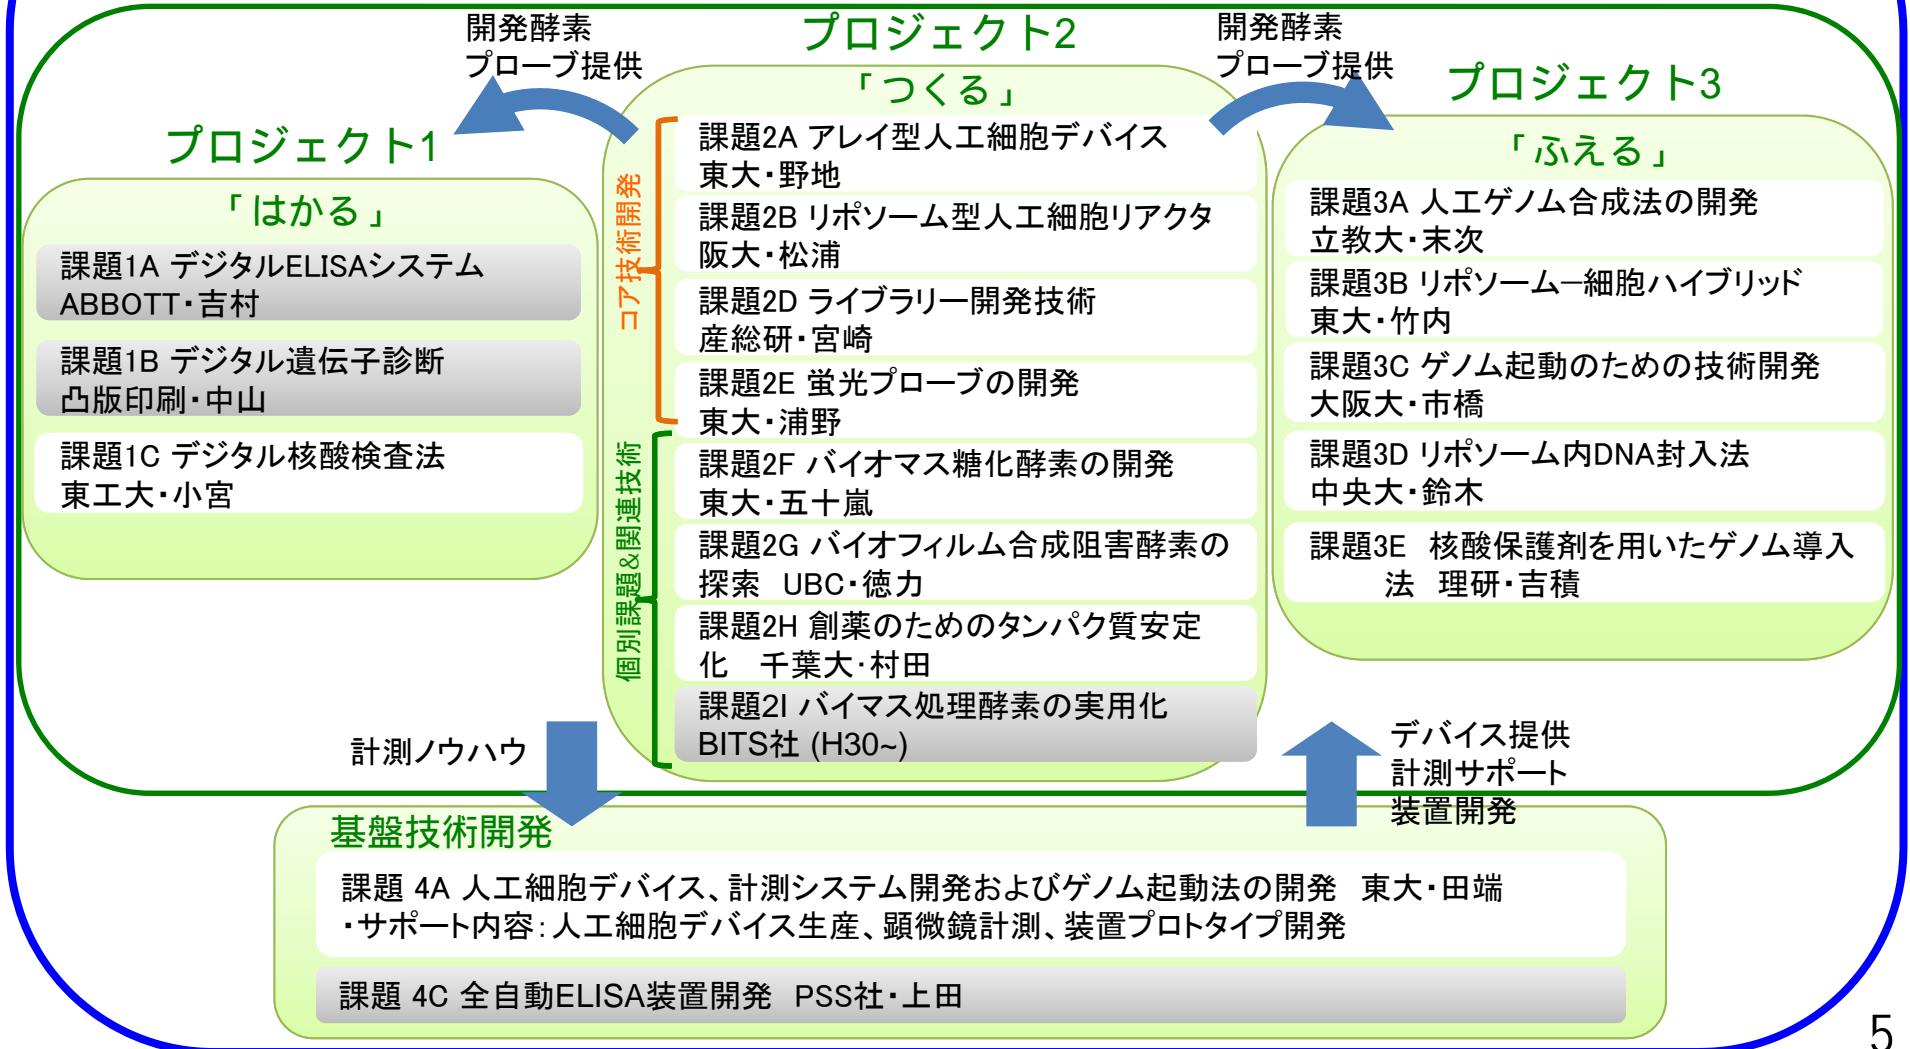 開発酵素
プローブ提供
プロジェクト2
開発酵素
プローブ提供
プロジェクト1
「はかる」
課題1A デジタルELISAシステム
ABBOTT・吉村
課題1B デジタル遺伝子診断
凸版印刷・中山
課題1C デジタル核酸検査法
東工大・小宮
「つくる」
コア技術開発
課題2A アレイ型人工細胞デバイス
東大・野地
課題2B リポソーム型人工細胞リアクタ
阪大・松浦
課題2D ライブラリー開発技術
産総研・宮崎
課題2E 蛍光プローブの開発
東大・浦野
個別課題&関連技術
課題2F バイオマス糖化酵素の開発
東大・五十嵐
課題2G バイオフィルム合成阻害酵素の
探索　UBC・徳力
課題2H 創薬のためのタンパク質安定
化　千葉大・村田
課題2I バイマス処理酵素の実用化
BITS社 (H30~)
プロジェクト3
「ふえる」
課題3A 人工ゲノム合成法の開発
立教大・末次
課題3B リポソーム―細胞ハイブリッド
東大・竹内
課題3C ゲノム起動のための技術開発
大阪大・市橋
課題3D リポソーム内DNA封入法
中央大・鈴木
課題3E　核酸保護剤を用いたゲノム導入
法　理研・吉積
計測ノウハウ
デバイス提供
計測サポート
装置開発
基盤技術開発
課題 4A 人工細胞デバイス、計測システム開発およびゲノム起動法の開発　東大・田端
・サポート内容：人工細胞デバイス生産、顕微鏡計測、装置プロトタイプ開発
課題 4C 全自動ELISA装置開発　PSS社・上田
5